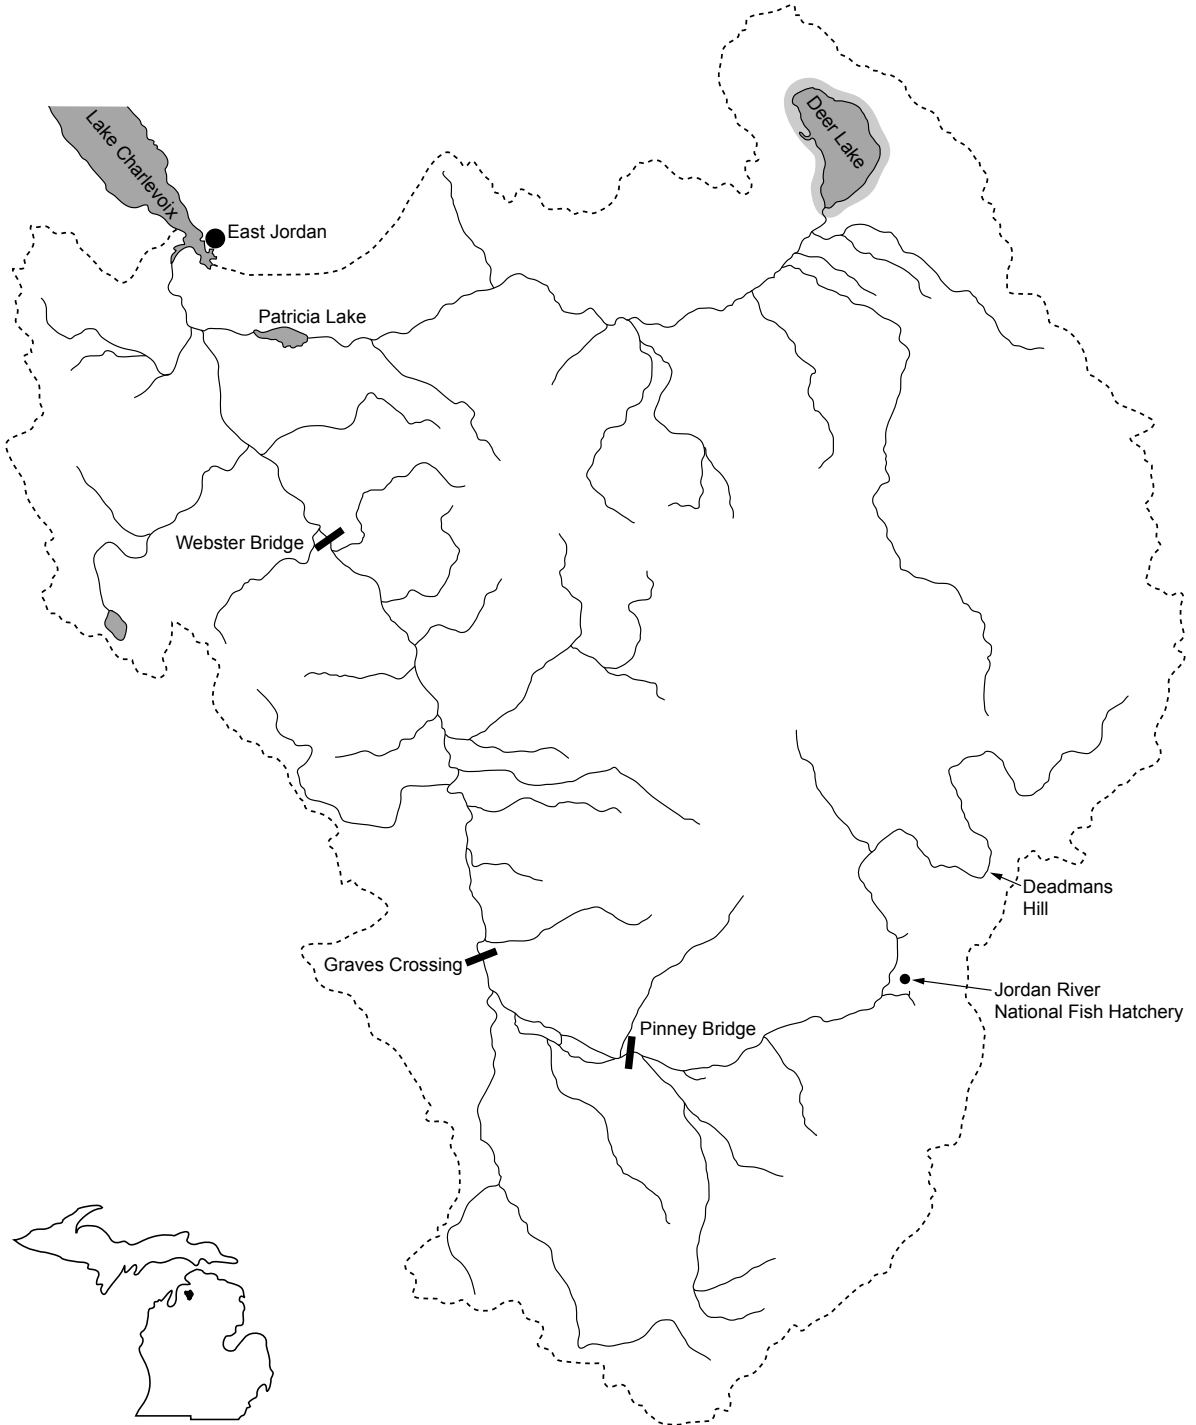 Deer Lake
Lake Charlevoix
East Jordan
Patricia Lake
Webster Bridge
Deadmans
Hill
Graves Crossing
Jordan River
National Fish Hatchery
Pinney Bridge